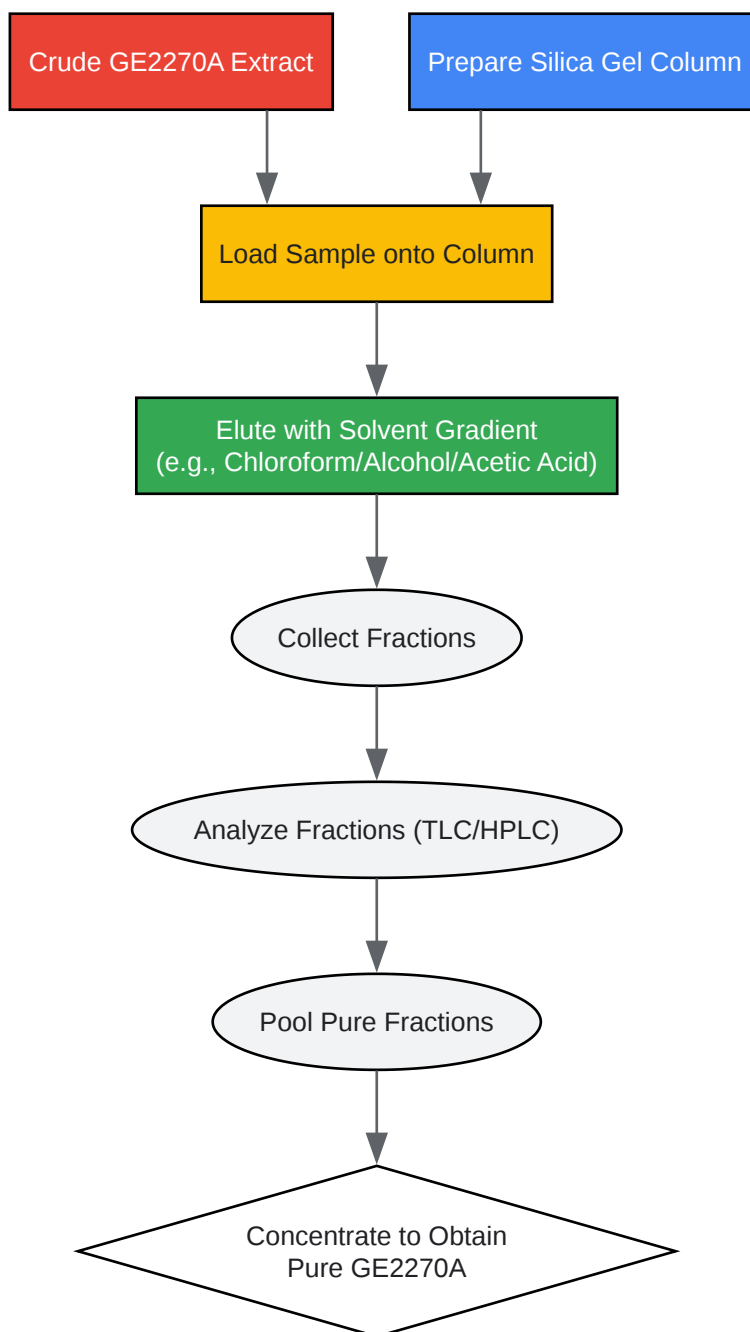 Crude GE2270A Extract
Prepare Silica Gel Column
Load Sample onto Column
Elute with Solvent Gradient
(e.g., Chloroform/Alcohol/Acetic Acid)
Collect Fractions
Analyze Fractions (TLC/HPLC)
Pool Pure Fractions
Concentrate to Obtain
Pure GE2270A